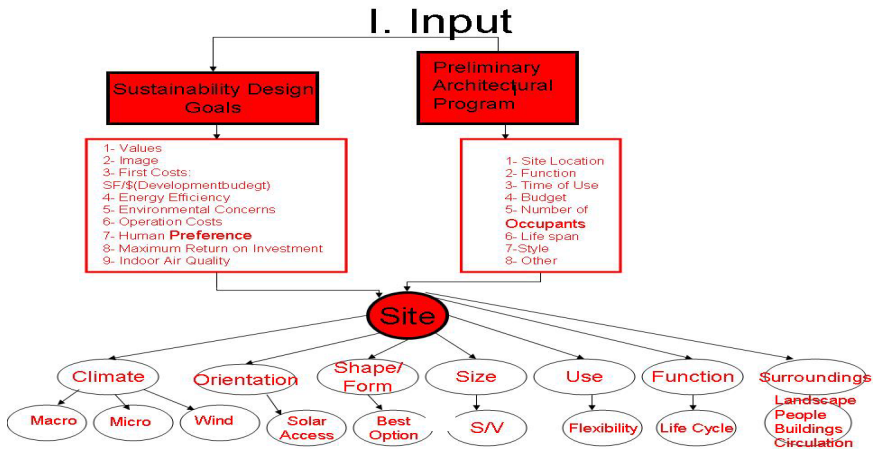 I. Input
Sustainability Design
Goals
Preliminary
Architectural
Program
1- Values
2- Image
3- First Costs:
SF/$(Developmentbudegt)
4- Energy Efficiency
5- Environmental Concerns
6- Operation Costs
7- Human Preference
8- Maximum Return on Investment
9- Indoor Air Quality
1- Site Location
2- Function
3- Time of Use
4- Budget
5- Number of
Occupants
6- Life span
7-Style
8- Other
Site
Climate
Orientation
Shape/
Form
Size
Use
Function
Surroundings
Macro
Micro
Wind
Solar
Access
Best
Option
S/V
Flexibility
Life Cycle
Landscape
People
Buildings
Circulation